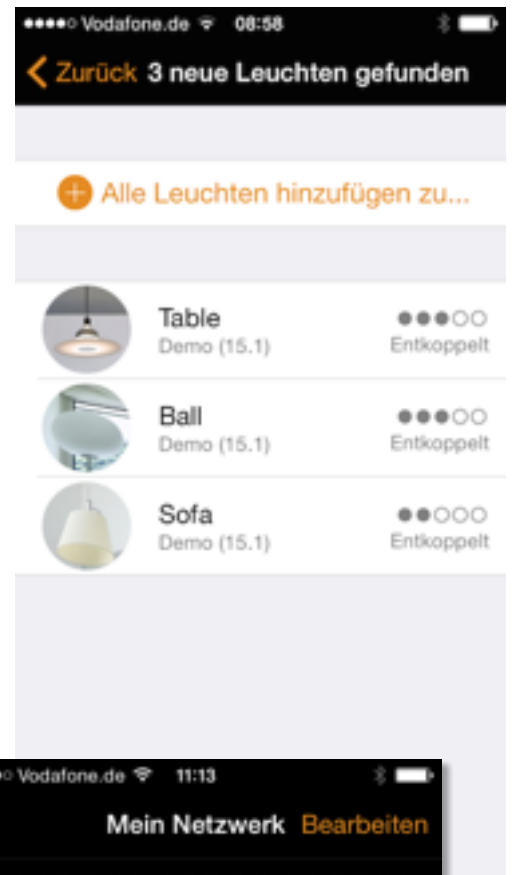 Vodafone.de 08:58
Zurück 3 neue Leuchten gefunden
Alle Leuchten hinzufügen zu...
Table
Demo (15.1)
Entkoppelt
Ball
Demo (15.1)
Entkoppelt
Sofa
Demo (15.1)
Entkoppelt
Vodafone.de 11:13
Mein Netzwerk Bearbeiten